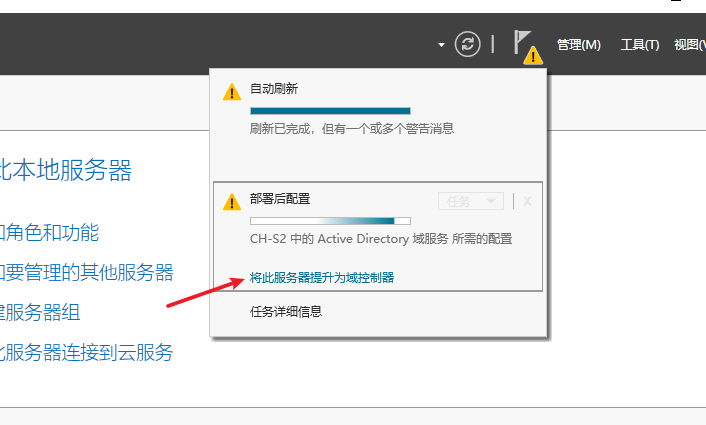 管理(M) 工具(T) 视图(V
自动刷新
刷新已完成，但有一个或多个警告消息
此本地服务器
部署后配置 任务 X
CH-S2 中的 Active Directory 域服务 所需的配置
加角色和功能
加要管理的其他服务器
将此服务器提升为域控制器
建服务器组
任务详细信息
此服务器连接到云服务